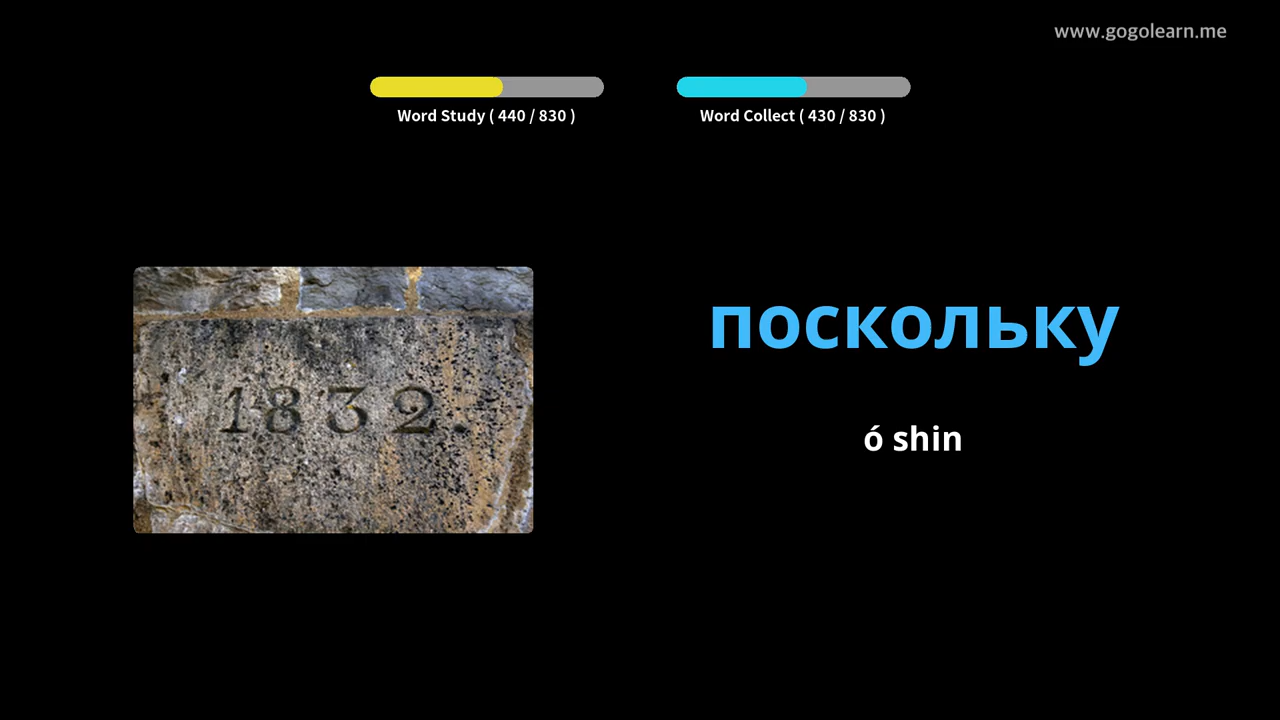 www.gogolearn.me
Word Study ( 440 / 830 )
Word Collect ( 430 / 830 )
1832.
поскольку
ó shin